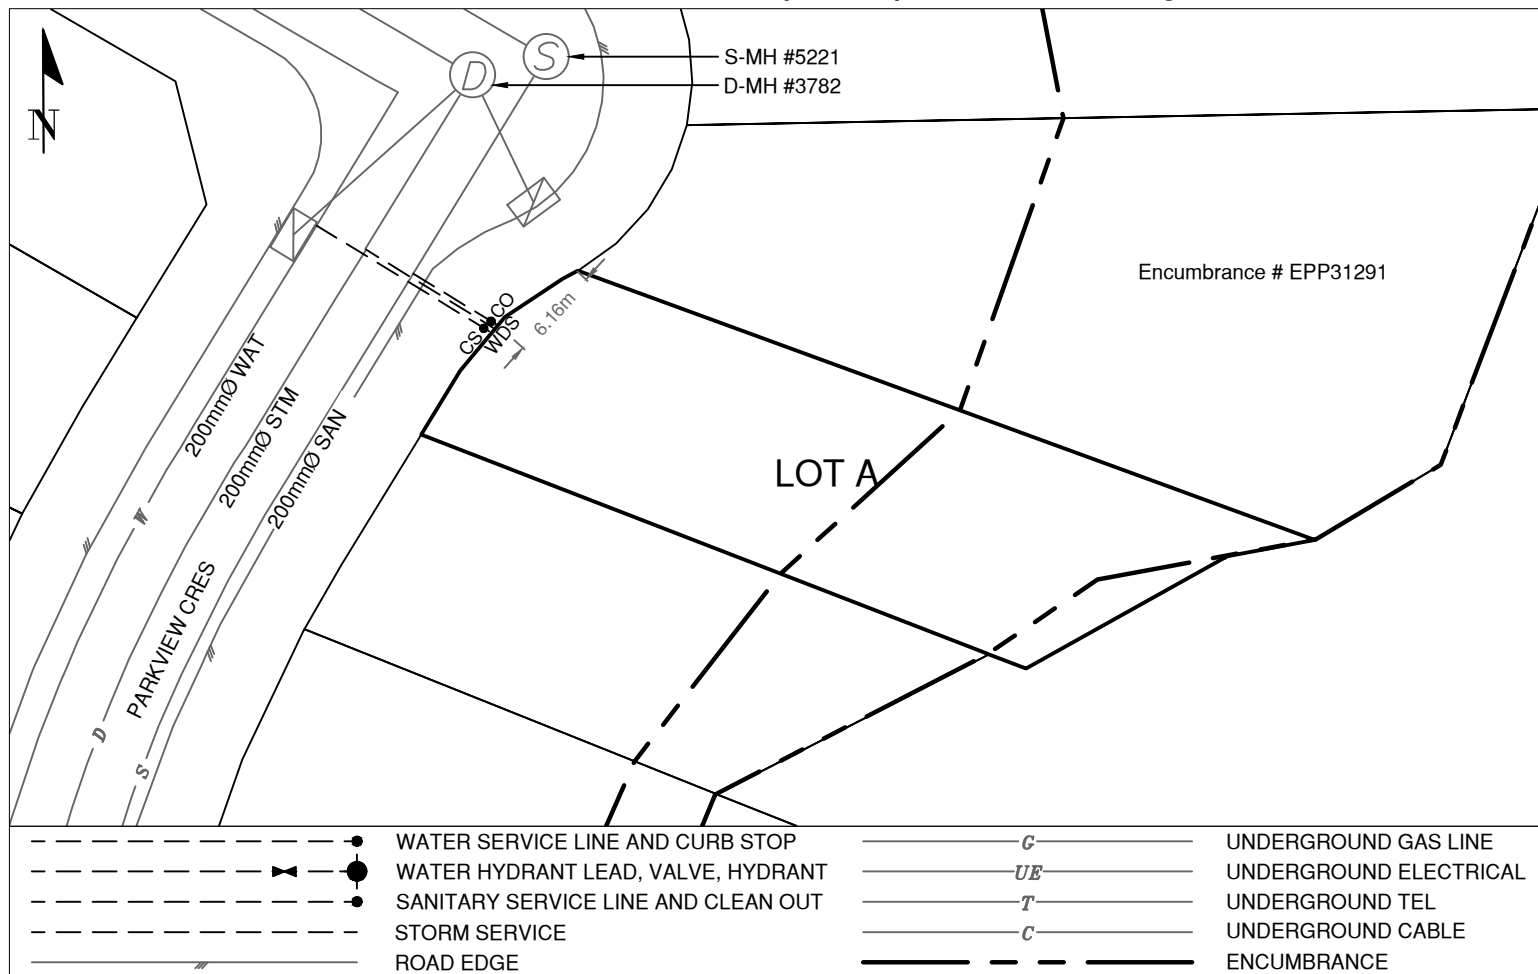 S-MH #5221
D-MH #3782
S
D
N
Encumbrance # EPP31291
CO
CS
WDS
6.16m
200mmØ WAT
200mmØ STM
200mmØ SAN
LOT A
W
PARKVIEW CRES
D
S
WATER SERVICE LINE AND CURB STOP
WATER HYDRANT LEAD, VALVE, HYDRANT
SANITARY SERVICE LINE AND CLEAN OUT
STORM SERVICE
ROAD EDGE
G UNDERGROUND GAS LINE
UE UNDERGROUND ELECTRICAL
T UNDERGROUND TEL
C UNDERGROUND CABLE
ENCUMBRANCE